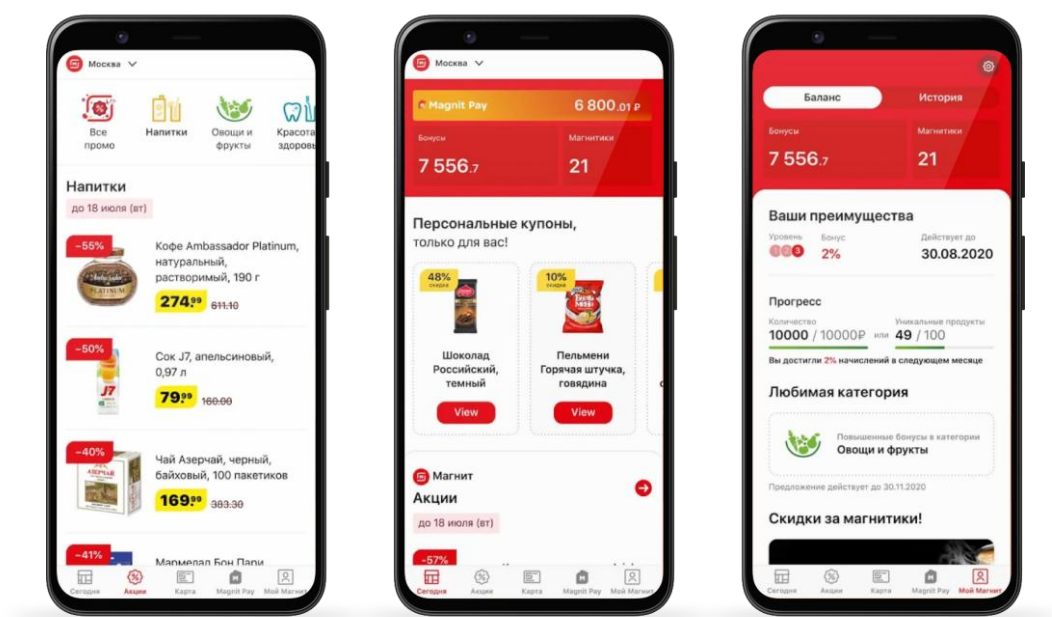 Москва
Все
промо
Напитки
Овощи и
фрукты
Красота
здоровь
Напитки
до 18 июля (вт)
-55%
Кофе Ambassador Platinum,
натуральный,
растворимый, 190 г
274.99 611.10
Ambassador
PLATINUM
-50%
Сок J7, апельсиновый,
0,97 л
79.99 160.00
J7
-40%
Чай Азерчай, черный,
байховый, 100 пакетиков
169.99 383.30
АЗЕРЧАЙ
-41%
Мармелад Бон Пари
Сегодня
Акции
Карта
Magnit Pay
Мой Магнит
Москва
Magnit Pay 6 800.01 ₽
Бонусы
7 556.7
Магнитики
21
Персональные купоны,
только для вас!
48%
скидка
Шоколад
Российский,
темный
View
10%
скидка
Пельмени
Горячая штучка,
говядина
View
Магнит
Акции
до 18 июля (вт)
-57%
Сегодня
Акции
Карта
Magnit Pay
Мой Магнит
Баланс
История
Бонусы
7 556.7
Магнитики
21
Ваши преимущества
Уровень
1 2 3
Бонус
2%
Действует до
30.08.2020
Прогресс
Количество
10000 / 10000₽
или
Уникальные продукты
49 / 100
Вы достигли 2% начислений в следующем месяце
Любимая категория
Повышенные бонусы в категории
Овощи и фрукты
Предложение действует до 30.11.2020
Скидки за магнитики!
Сегодня
Акции
Карта
Magnit Pay
Мой Магнит